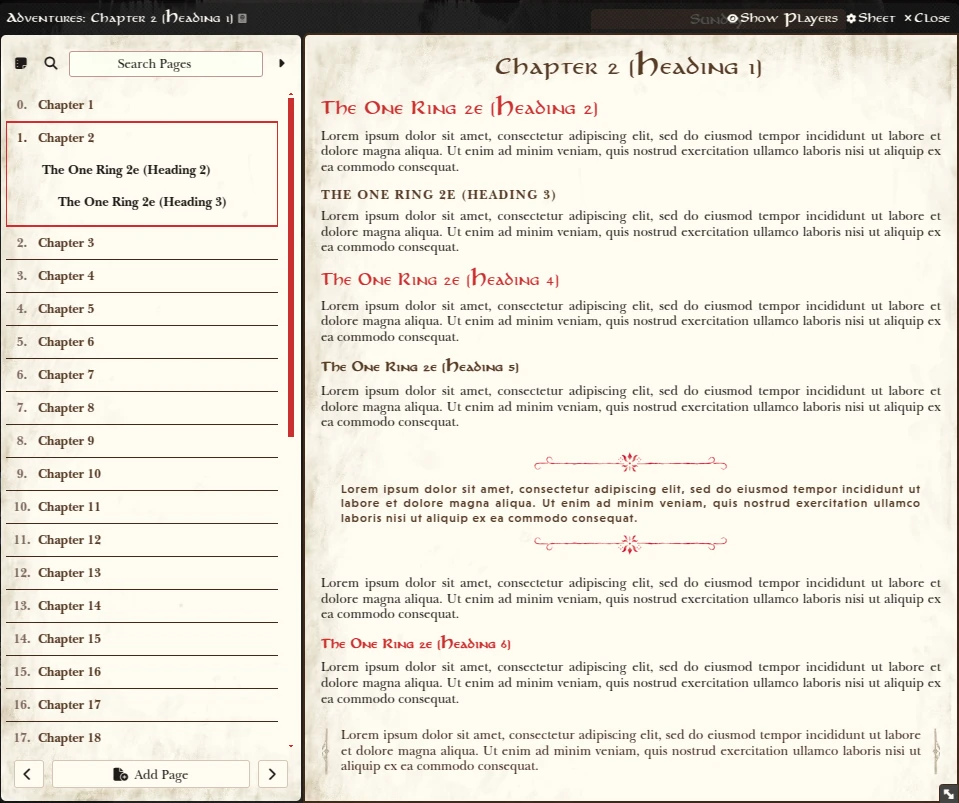 Adventures: Chapter 2 (Heading 1)
Show Players Sheet ×Close
Search Pages
0. Chapter 1
1. Chapter 2
The One Ring 2e (Heading 2)
The One Ring 2e (Heading 3)
2. Chapter 3
3. Chapter 4
4. Chapter 5
5. Chapter 6
6. Chapter 7
7. Chapter 8
8. Chapter 9
9. Chapter 10
10. Chapter 11
11. Chapter 12
12. Chapter 13
13. Chapter 14
14. Chapter 15
15. Chapter 16
16. Chapter 17
17. Chapter 18
Add Page
Chapter 2 (Heading 1)
The One Ring 2e (Heading 2)
Lorem ipsum dolor sit amet, consectetur adipiscing elit, sed do eiusmod tempor incididunt ut labore et
dolore magna aliqua. Ut enim ad minim veniam, quis nostrud exercitation ullamco laboris nisi ut aliquip ex
ea commodo consequat.
THE ONE RING 2E (HEADING 3)
Lorem ipsum dolor sit amet, consectetur adipiscing elit, sed do eiusmod tempor incididunt ut labore et
dolore magna aliqua. Ut enim ad minim veniam, quis nostrud exercitation ullamco laboris nisi ut aliquip ex
ea commodo consequat.
The One Ring 2e (Heading 4)
Lorem ipsum dolor sit amet, consectetur adipiscing elit, sed do eiusmod tempor incididunt ut labore et
dolore magna aliqua. Ut enim ad minim veniam, quis nostrud exercitation ullamco laboris nisi ut aliquip ex
ea commodo consequat.
The One Ring 2e (Heading 5)
Lorem ipsum dolor sit amet, consectetur adipiscing elit, sed do eiusmod tempor incididunt ut labore et
dolore magna aliqua. Ut enim ad minim veniam, quis nostrud exercitation ullamco laboris nisi ut aliquip ex
ea commodo consequat.
Lorem ipsum dolor sit amet, consectetur adipiscing elit, sed do eiusmod tempor incididunt ut
labore et dolore magna aliqua. Ut enim ad minim veniam, quis nostrud exercitation ullamco
laboris nisi ut aliquip ex ea commodo consequat.
Lorem ipsum dolor sit amet, consectetur adipiscing elit, sed do eiusmod tempor incididunt ut labore et
dolore magna aliqua. Ut enim ad minim veniam, quis nostrud exercitation ullamco laboris nisi ut aliquip ex
ea commodo consequat.
The One Ring 2e (Heading 6)
Lorem ipsum dolor sit amet, consectetur adipiscing elit, sed do eiusmod tempor incididunt ut labore et
dolore magna aliqua. Ut enim ad minim veniam, quis nostrud exercitation ullamco laboris nisi ut aliquip ex
ea commodo consequat.
Lorem ipsum dolor sit amet, consectetur adipiscing elit, sed do eiusmod tempor incididunt ut labore
et dolore magna aliqua. Ut enim ad minim veniam, quis nostrud exercitation ullamco laboris nisi ut
aliquip ex ea commodo consequat.